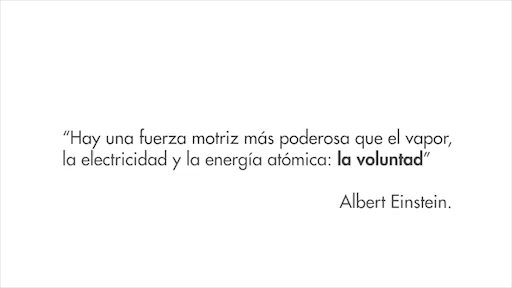 “Hay una fuerza motriz más poderosa que el vapor,
la electricidad y la energía atómica: la voluntad”
Albert Einstein.